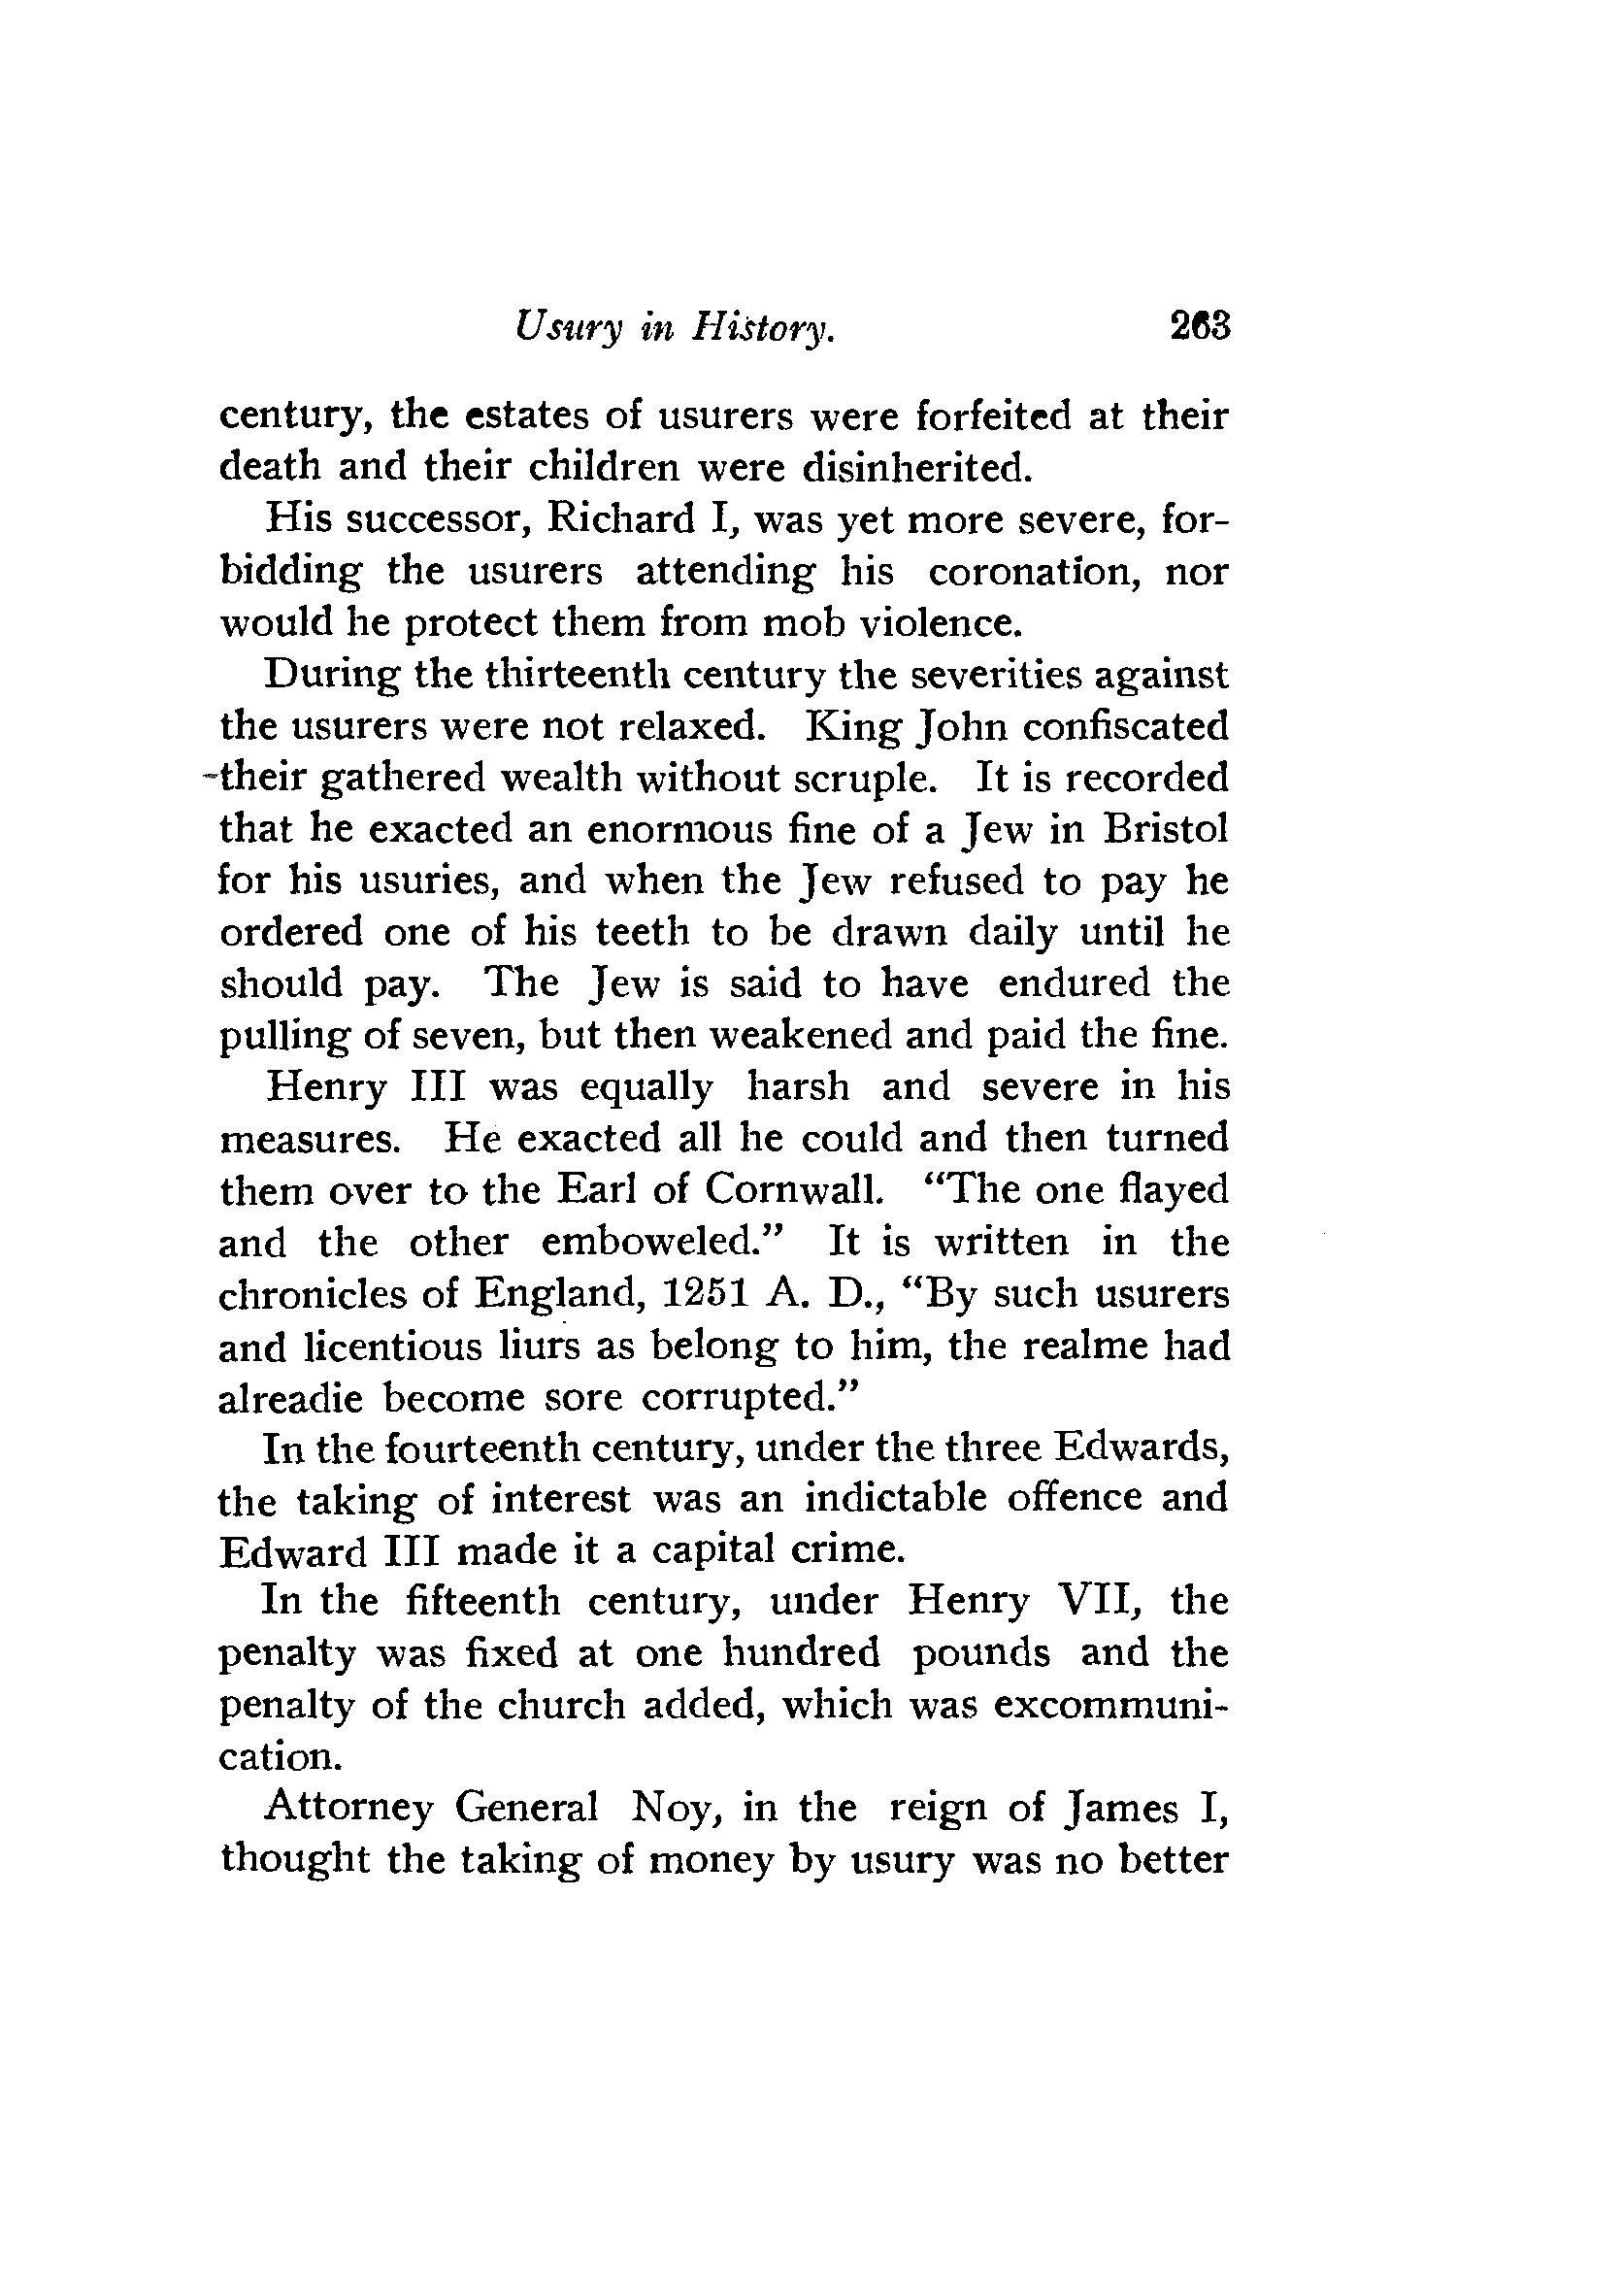 Usury in History. 263
century, the estates of usurers were forfeited at their
death and their children were disinherited.
His successor, Richard I, was yet more severe, for-
bidding the usurers attending his coronation, nor
would he protect them from mob violence.
During the thirteenth century the severities against
the usurers were not relaxed. King John confiscated
their gathered wealth without scruple. It is recorded
that he exacted an enormous fine of a Jew in Bristol
for his usuries, and when the Jew refused to pay he
ordered one of his teeth to be drawn daily until he
should pay. The Jew is said to have endured the
pulling of seven, but then weakened and paid the fine.
Henry III was equally harsh and severe in his
measures. He exacted all he could and then turned
them over to the Earl of Cornwall. “The one flayed
and the other emboweled.” It is written in the
chronicles of England, 1251 A. D., “By such usurers
and licentious liurs as belong to him, the realme had
alreadie become sore corrupted.”
In the fourteenth century, under the three Edwards,
the taking of interest was an indictable offence and
Edward III made it a capital crime.
In the fifteenth century, under Henry VII, the
penalty was fixed at one hundred pounds and the
penalty of the church added, which was excommuni-
cation.
Attorney General Noy, in the reign of James I,
thought the taking of money by usury was no better